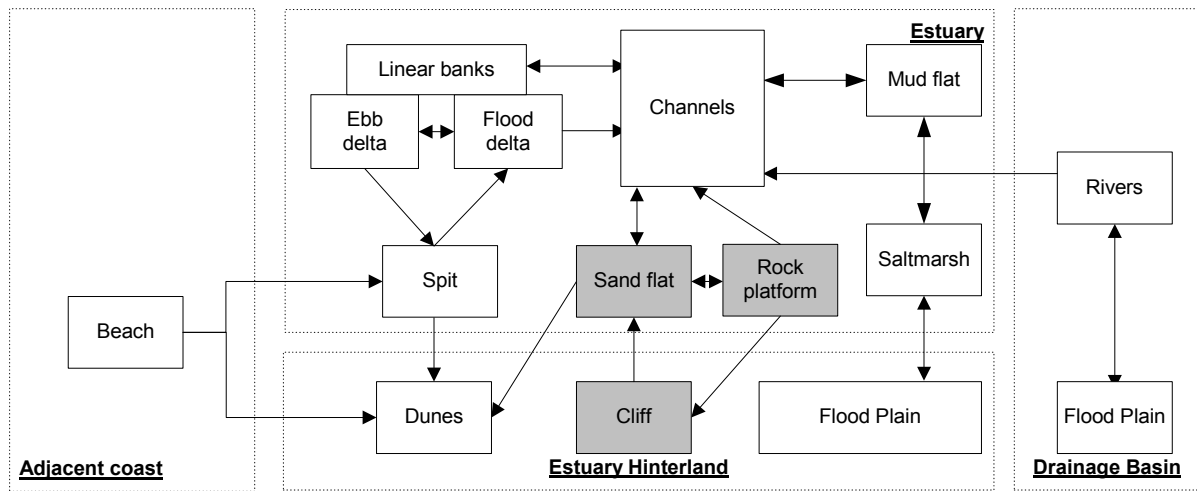 Estuary
Linear banks
Channels
Mud flat
Ebb
delta
Flood
delta
Rivers
Spit
Sand flat
Rock
platform
Saltmarsh
Beach
Dunes
Cliff
Flood Plain
Flood Plain
Adjacent coast
Estuary Hinterland
Drainage Basin